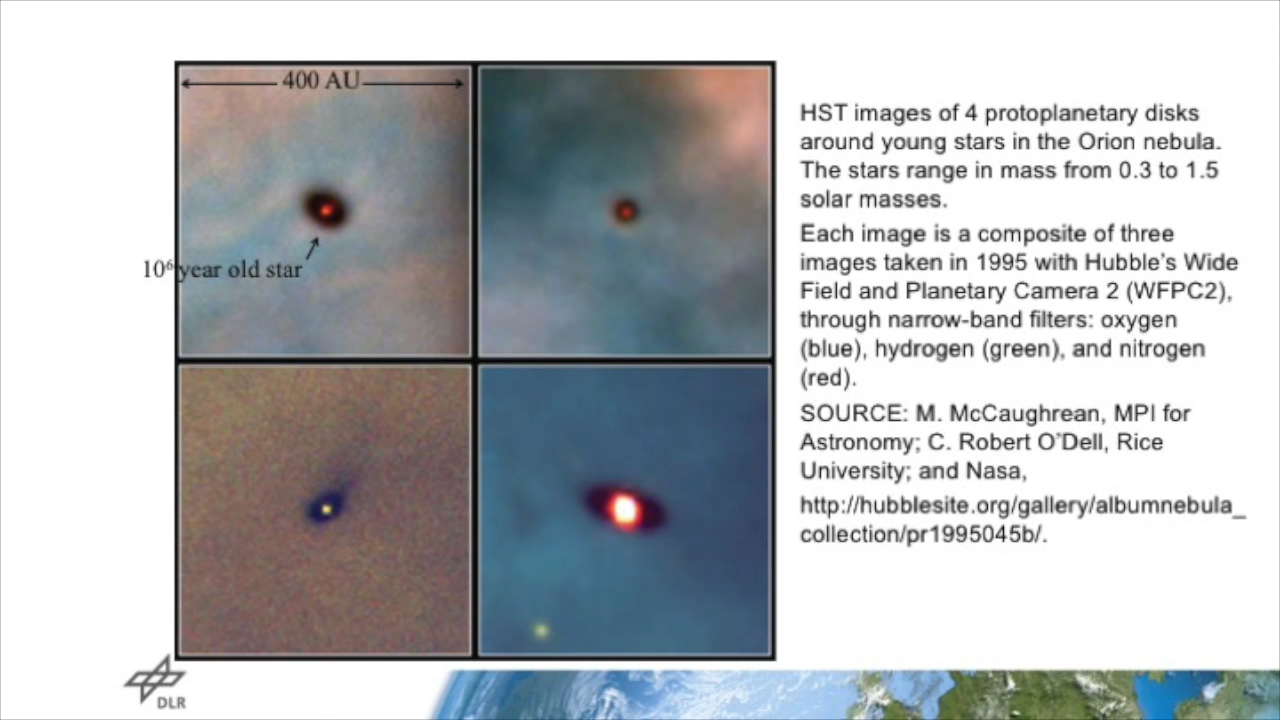 400 AU
10⁶ year old star
HST images of 4 protoplanetary disks
around young stars in the Orion nebula.
The stars range in mass from 0.3 to 1.5
solar masses.
Each image is a composite of three
images taken in 1995 with Hubble's Wide
Field and Planetary Camera 2 (WFPC2),
through narrow-band filters: oxygen
(blue), hydrogen (green), and nitrogen
(red).
SOURCE: M. McCaughrean, MPI for
Astronomy; C. Robert O'Dell, Rice
University; and Nasa,
http://hubblesite.org/gallery/albumnebula_
collection/pr1995045b/.
DLR